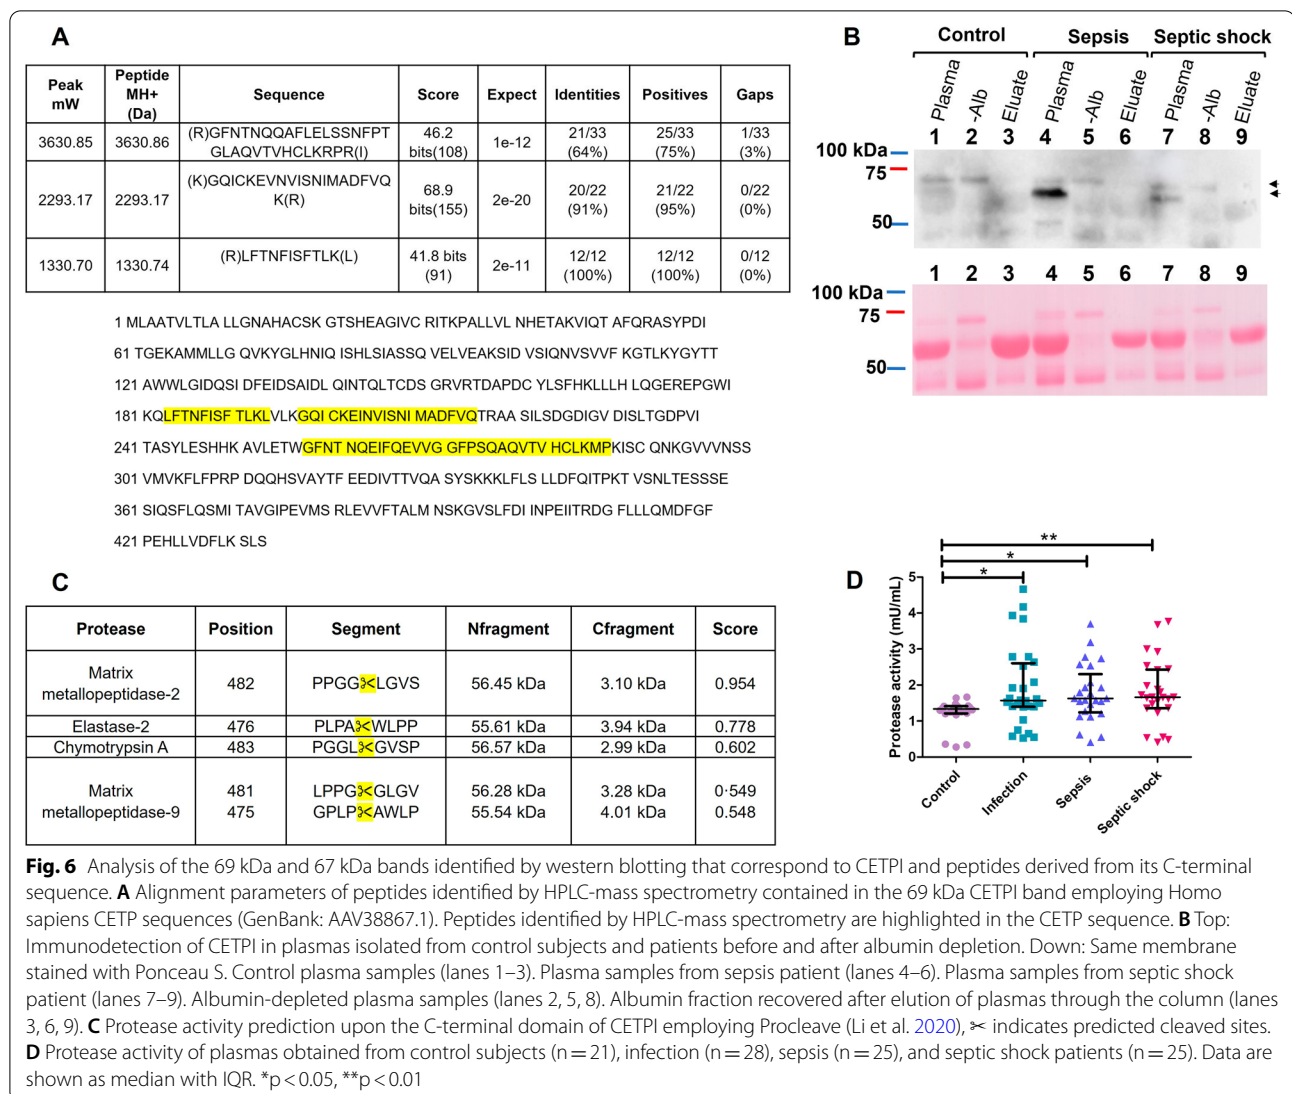 A
Peak mW | Peptide MH+ (Da) | Sequence | Score | Expect | Identities | Positives | Gaps
3630.85 | 3630.86 | (R)GFNTNQQAFLELSSNFPTGLAQVTVHCLKRPR(I) | 46.2 bits(108) | 1e-12 | 21/33 (64%) | 25/33 (75%) | 1/33 (3%)
2293.17 | 2293.17 | (K)GQICKEVNVISNIMADFVQK(R) | 68.9 bits(155) | 2e-20 | 20/22 (91%) | 21/22 (95%) | 0/22 (0%)
1330.70 | 1330.74 | (R)LFTNFISFTLK(L) | 41.8 bits (91) | 2e-11 | 12/12 (100%) | 12/12 (100%) | 0/12 (0%)
1 MLAATVLTLA LLGNAHACSK GTSHEAGIVC RITKPALLVL NHETAKVIQT AFQRASYPDI
61 TGEKAMMLLG QVKYGLHNIQ ISHLSIASSQ VELVEAKSID VSIQNVSVVF KGTLKYGYTT
121 AWWLGIDQSI DFEIDSAIDL QINTQLTCDS GRVRTDAPDC YLSFHKLLLH LQGEREPGWI
181 KQLFTNFISF TLKLVLKGQI CKEINVISNI MADFVQTRAA SILSDGDIGV DISLTGDPVI
241 TASYLESHHK AVLETWGFNT NQEIFQEVVG GFPSQAQVTV HCLKMPKISC QNKGVVVNSS
301 VMVKFLFPRP DQQHSVAYTF EEDIVTTVQA SYSKKKLFLS LLDFQITPKT VSNLTESSSE
361 SIQSFLQSMI TAVGIPEVMS RLEVVFTALM NSKGVSLFDI INPEIITRDG FLLLQMDFGF
421 PEHLLVDFLK SLS
B
Control Sepsis Septic shock
Plasma -Alb Eluate Plasma -Alb Eluate Plasma -Alb Eluate
1 2 3 4 5 6 7 8 9
100 kDa
75
50
1 2 3 4 5 6 7 8 9
100 kDa
75
50
C
Protease | Position | Segment | Nfragment | Cfragment | Score
Matrix metallopeptidase-2 | 482 | PPGG✂LGVS | 56.45 kDa | 3.10 kDa | 0.954
Elastase-2 | 476 | PLPA✂WLPP | 55.61 kDa | 3.94 kDa | 0.778
Chymotrypsin A | 483 | PGGL✂GVSP | 56.57 kDa | 2.99 kDa | 0.602
Matrix metallopeptidase-9 | 481 | LPPG✂GLGV | 56.28 kDa | 3.28 kDa | 0·549
475 | GPLP✂AWLP | 55.54 kDa | 4.01 kDa | 0.548
D
**
*
*
Protease activity (mU/mL)
5
4
3
2
1
0
Control Infection Sepsis Septic shock
Fig. 6 Analysis of the 69 kDa and 67 kDa bands identified by western blotting that correspond to CETPI and peptides derived from its C-terminal
sequence. A Alignment parameters of peptides identified by HPLC-mass spectrometry contained in the 69 kDa CETPI band employing Homo
sapiens CETP sequences (GenBank: AAV38867.1). Peptides identified by HPLC-mass spectrometry are highlighted in the CETP sequence. B Top:
Immunodetection of CETPI in plasmas isolated from control subjects and patients before and after albumin depletion. Down: Same membrane
stained with Ponceau S. Control plasma samples (lanes 1–3). Plasma samples from sepsis patient (lanes 4–6). Plasma samples from septic shock
patient (lanes 7–9). Albumin-depleted plasma samples (lanes 2, 5, 8). Albumin fraction recovered after elution of plasmas through the column (lanes
3, 6, 9). C Protease activity prediction upon the C-terminal domain of CETPI employing Procleave (Li et al. 2020), ✂ indicates predicted cleaved sites.
D Protease activity of plasmas obtained from control subjects (n = 21), infection (n = 28), sepsis (n = 25), and septic shock patients (n = 25). Data are
shown as median with IQR. *p < 0.05, **p < 0.01